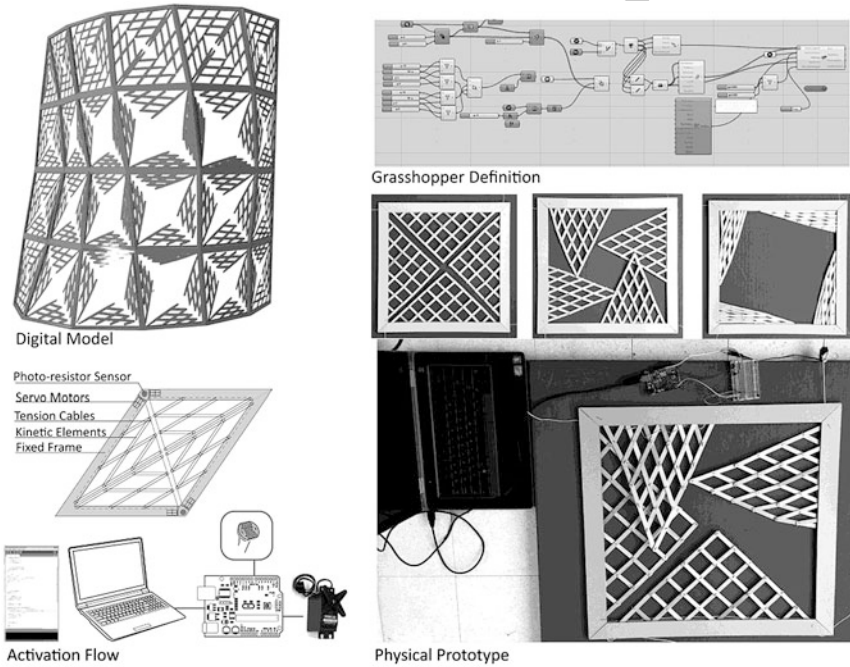 Grasshopper Definition
Digital Model
Photo-resistor Sensor
Servo Motors
Tension Cables
Kinetic Elements
Fixed Frame
Activation Flow
Physical Prototype